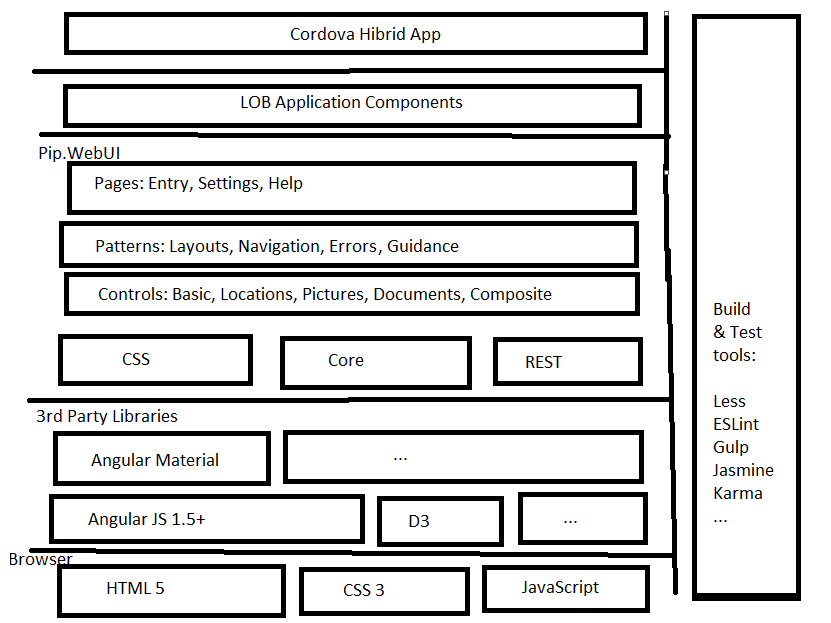 Cordova Hibrid App
LOB Application Components
Pip.WebUI
Pages: Entry, Settings, Help
Patterns: Layouts, Navigation, Errors, Guidance
Controls: Basic, Locations, Pictures, Documents, Composite
CSS
Core
REST
3rd Party Libraries
Angular Material
...
Angular JS 1.5+
D3
...
Browser
HTML 5
CSS 3
JavaScript
Build
& Test
tools:
Less
ESLint
Gulp
Jasmine
Karma
...